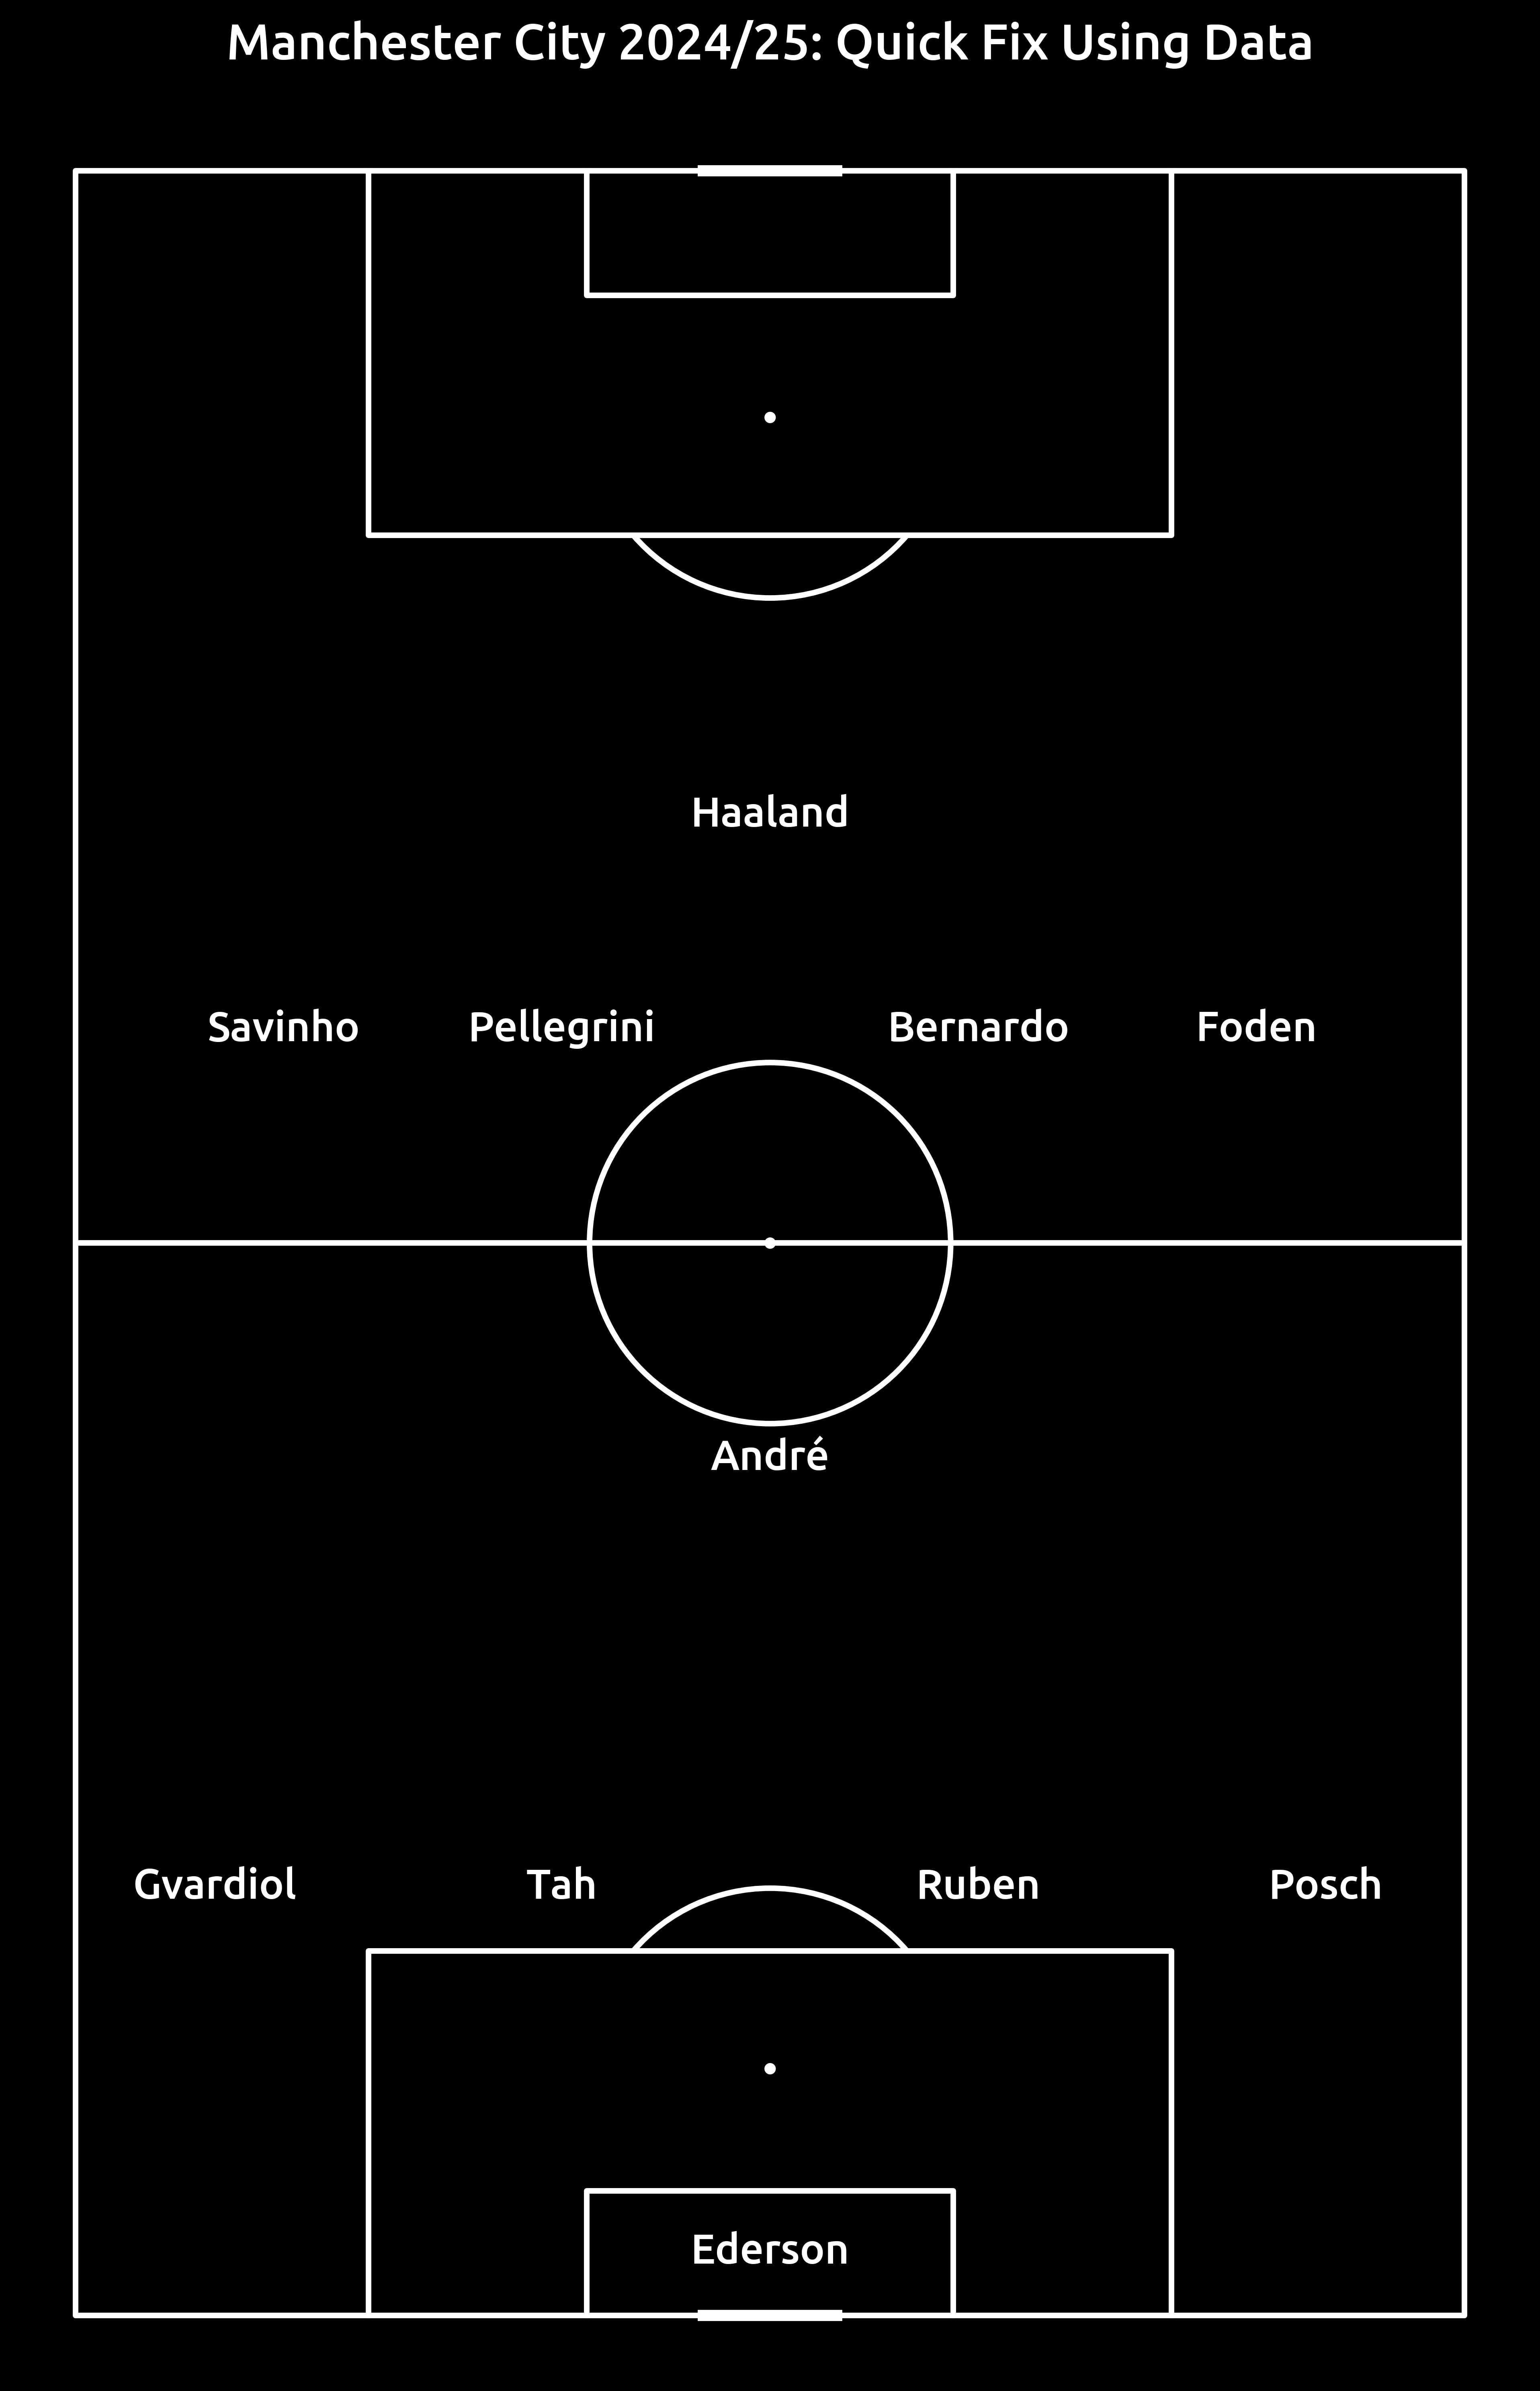 Manchester City 2024/25: Quick Fix Using Data
Haaland
Savinho Pellegrini Bernardo Foden
André
Gvardiol Tah Ruben Posch
Ederson